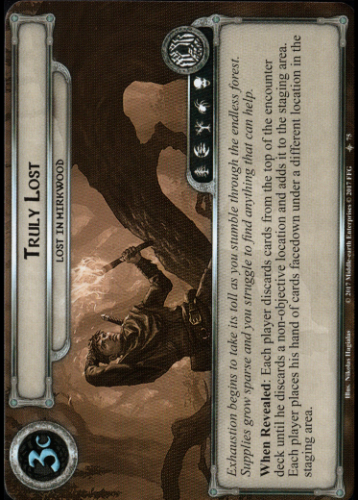 3C
TRULY LOST
LOST IN MIRKWOOD
Exhaustion begins to take its toll as you stumble through the endless forest.
Supplies grow sparse and you struggle to find anything that can help.
When Revealed: Each player discards cards from the top of the encounter
deck until he discards a non-objective location and adds it to the staging area.
Each player places his hand of cards facedown under a different location in the
staging area.
Illus. Nikolas Hagialas © 2017 Middle-earth Enterprises © 2017 FFG 75